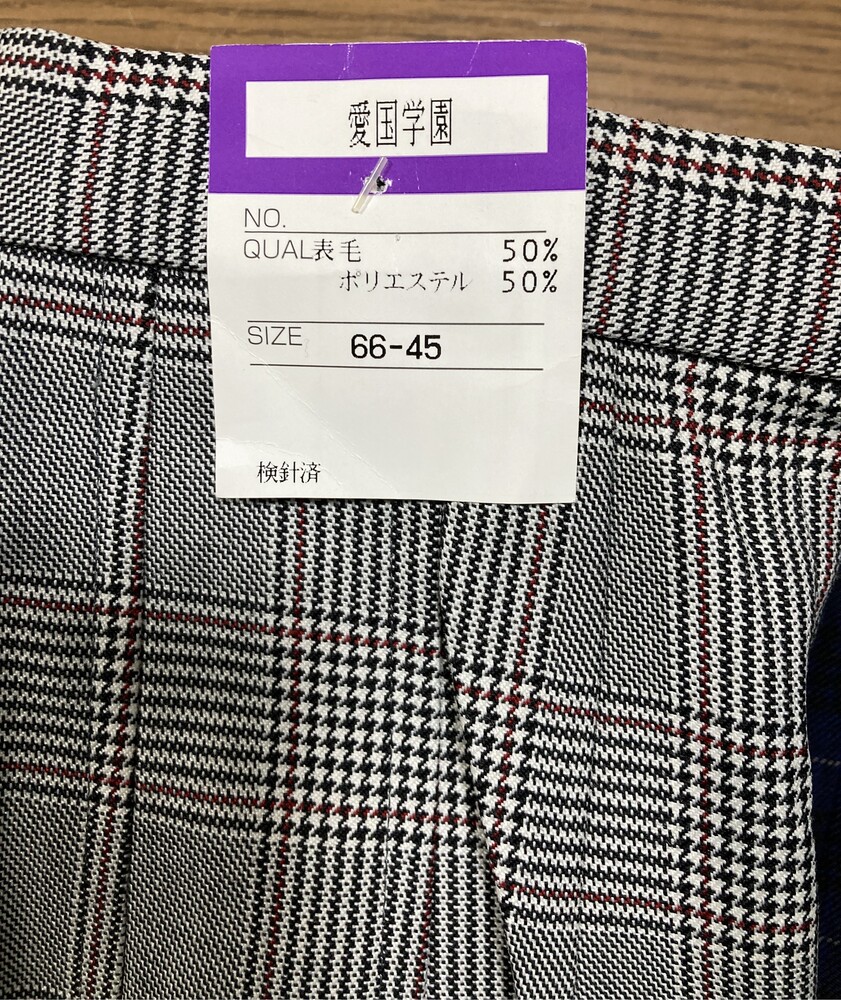 愛国学園
NO.
QUAL表毛 50%
ポリエステル 50%
SIZE 66-45
検針済